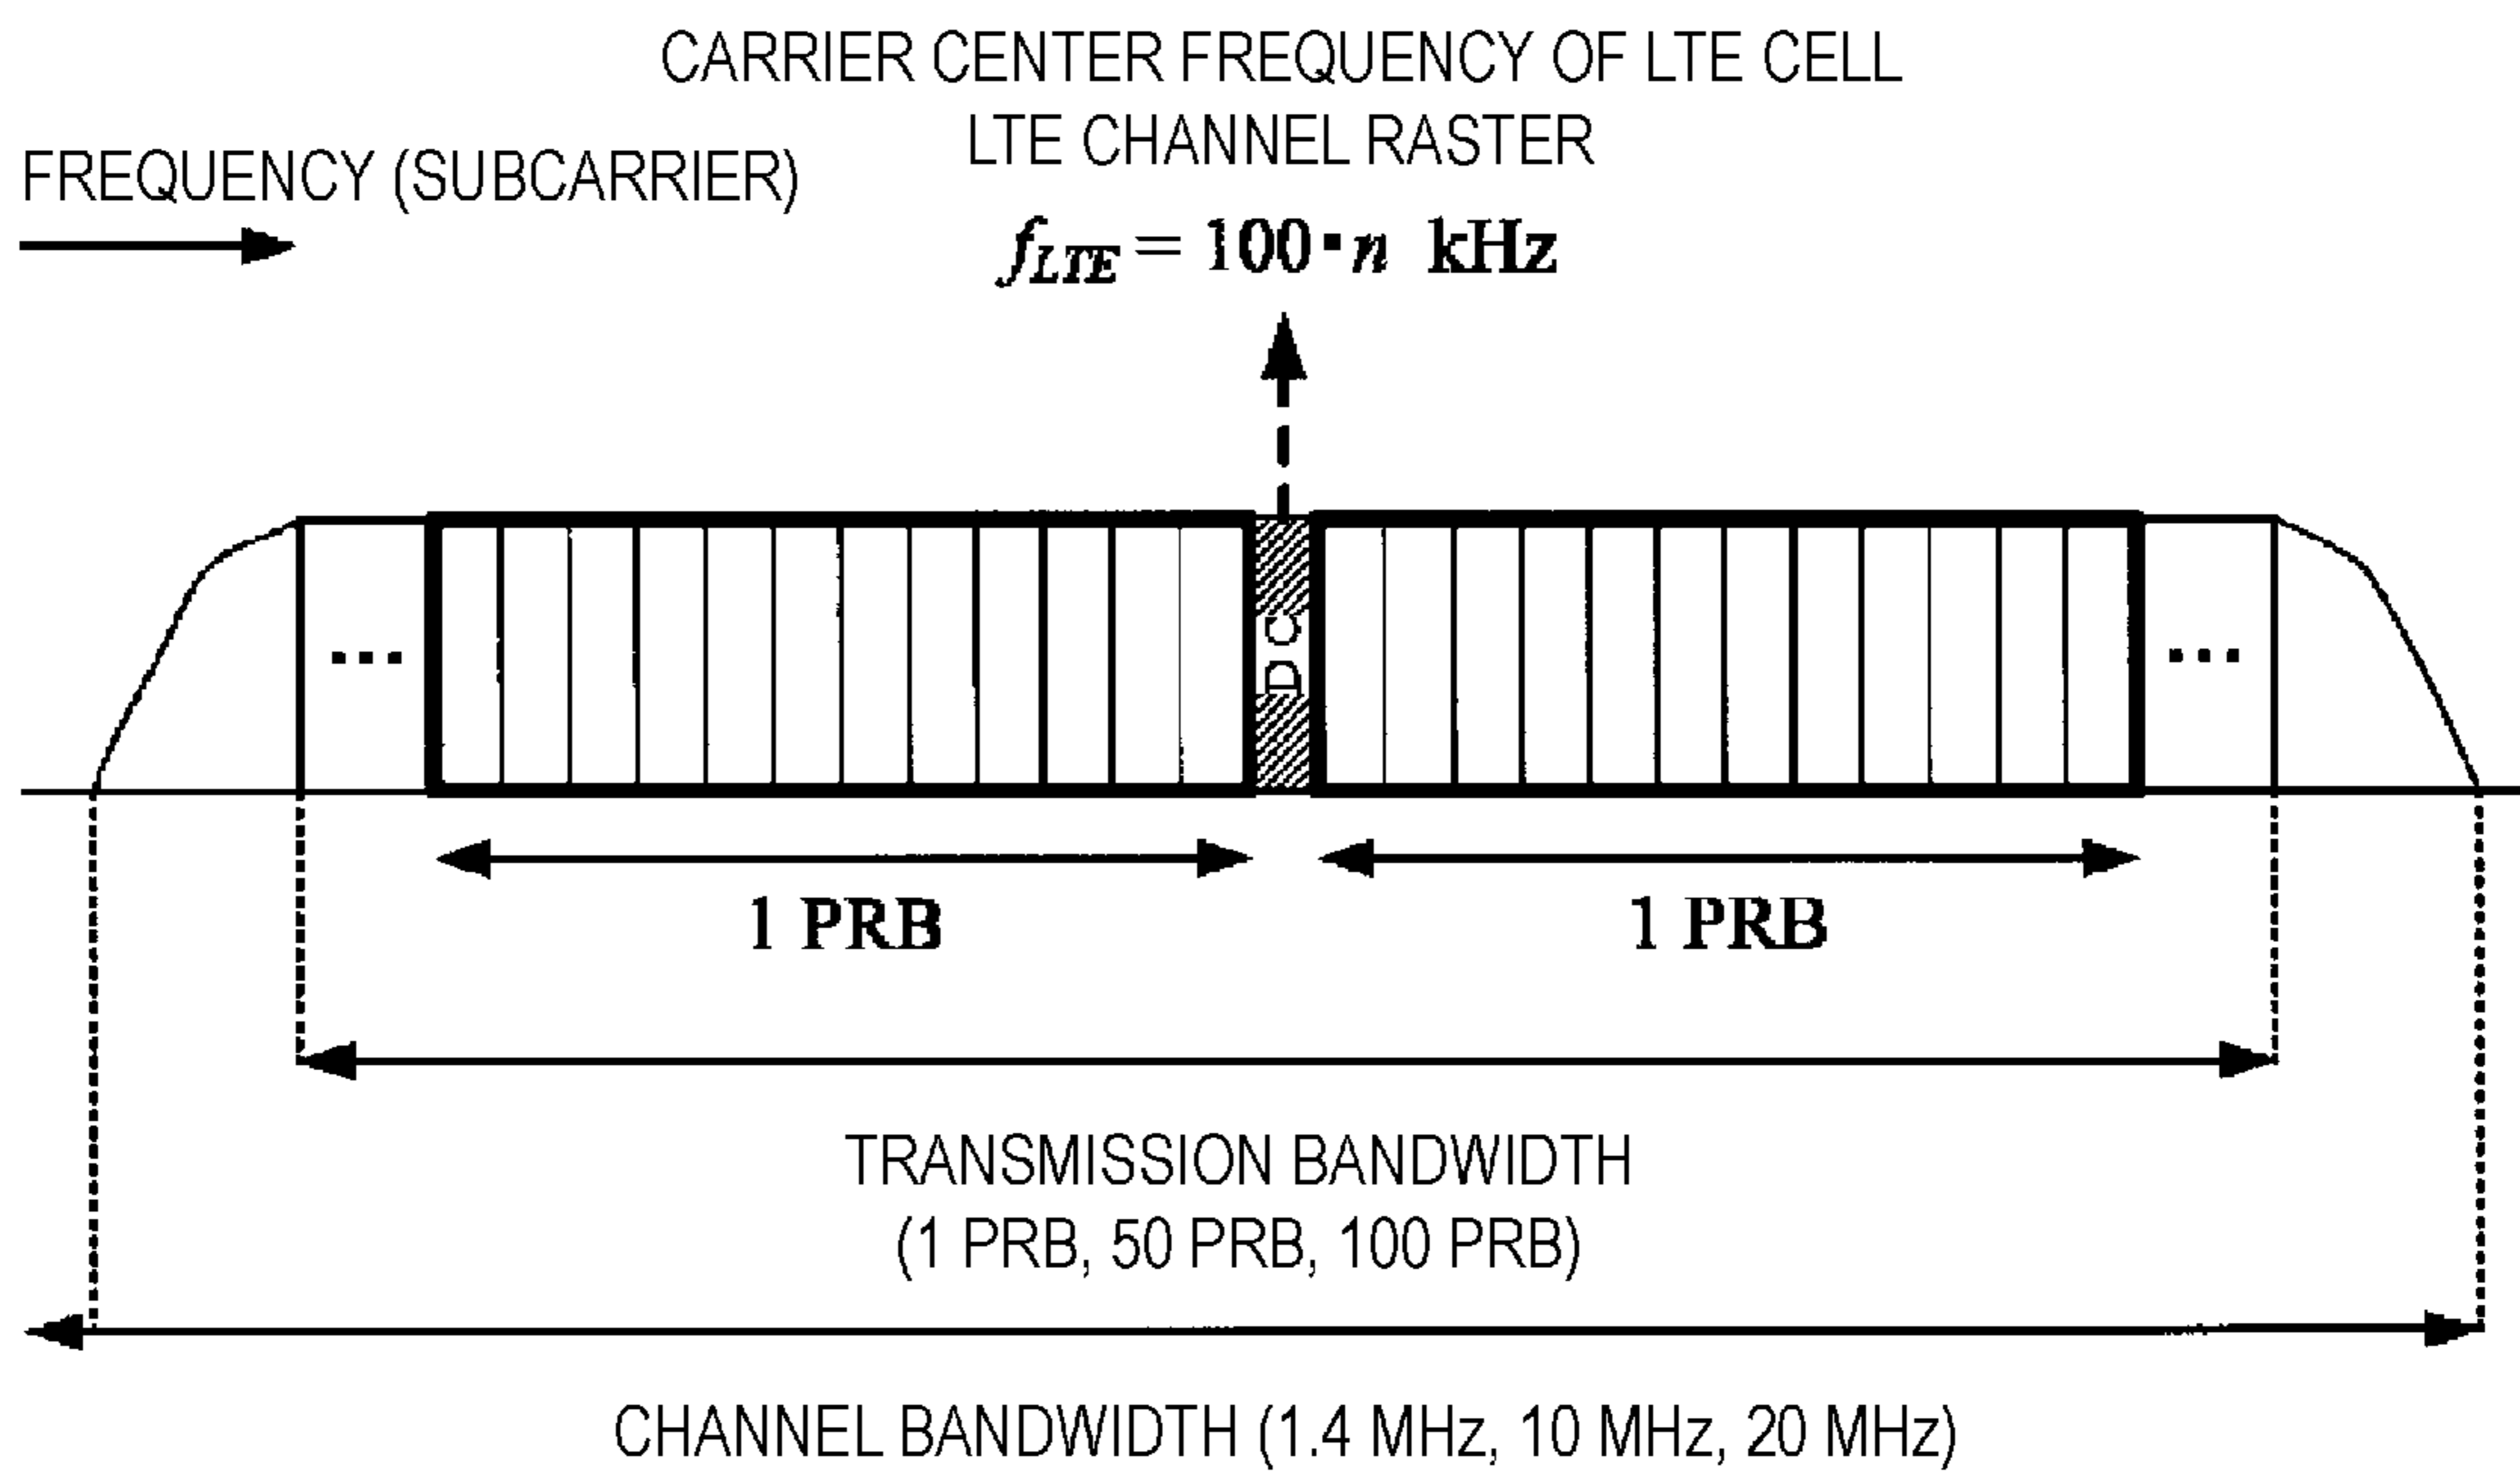 CARRIER CENTER FREQUENCY OF LTE CELL
LTE CHANNEL RASTER
FREQUENCY (SUBCARRIER)
f_LTE = 100·n kHz
...
DC
...
1 PRB
1 PRB
TRANSMISSION BANDWIDTH
(1 PRB, 50 PRB, 100 PRB)
CHANNEL BANDWIDTH (1.4 MHz, 10 MHz, 20 MHz)